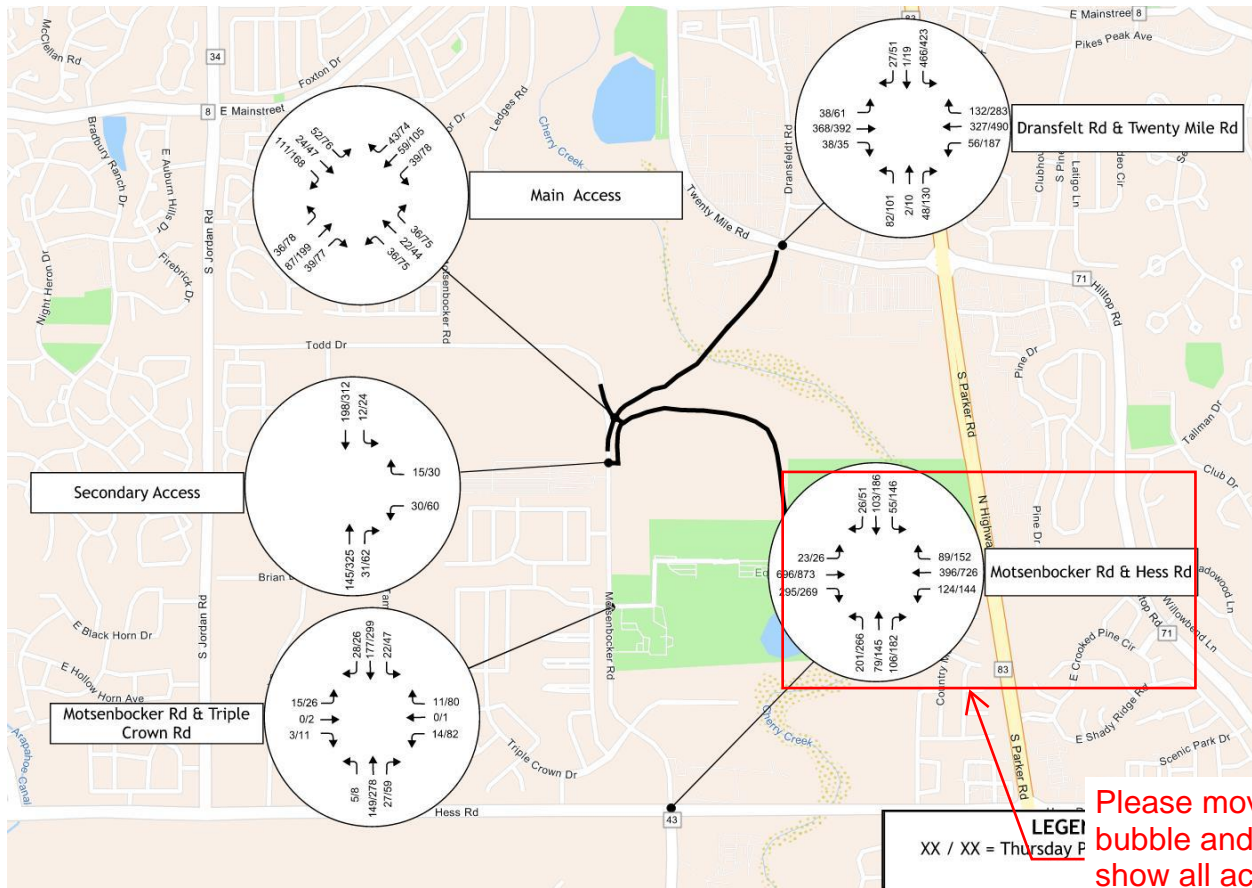 McClellan Rd
34
Foxton Dr
8
E Mainstreet
Bradbury Ranch Dr
E Auburn Hills Dr
Ledges Rd
Cherry Creek
Dransfeldt Rd
Twenty Mile Rd
83
E Mainstreet
8
Pikes Peak Ave
27/51
1/19
466/423
38/61
368/392
38/35
132/283
327/490
56/187
82/101
2/10
48/130
Dransfelt Rd & Twenty Mile Rd
52/76
24/47
111/168
43/74
59/105
39/78
36/78
87/199
39/77
36/75
22/44
36/75
Main Access
S Jordan Rd
Night Heron Dr
Firebrick Dr
71
Hilltop Rd
Todd Dr
Pine Dr
S Parker Rd
Tallman Dr
Club Dr
198/312
12/24
15/30
30/60
145/325
31/62
Secondary Access
26/51
103/186
55/146
23/26
696/873
295/269
89/152
396/726
124/144
201/266
79/145
106/182
Motsenbocker Rd & Hess Rd
Pine Dr
Willowbend Ln
71
E Crooked Pine Cir
E Shady Ridge Rd
Scenic Park Dr
83
S Parker Rd
S Jordan Rd
E Black Horn Dr
E Hollow Horn Ave
Motsenbocker Rd
28/26
177/299
22/47
15/26
0/2
3/11
11/80
0/1
14/82
5/8
149/278
27/59
Motsenbocker Rd & Triple
Crown Rd
Triple Crown Dr
Cherry Creek
Arapahoe Canal
Hess Rd
43
XX / XX = Thursday P
Please mov
bubble and
show all ac